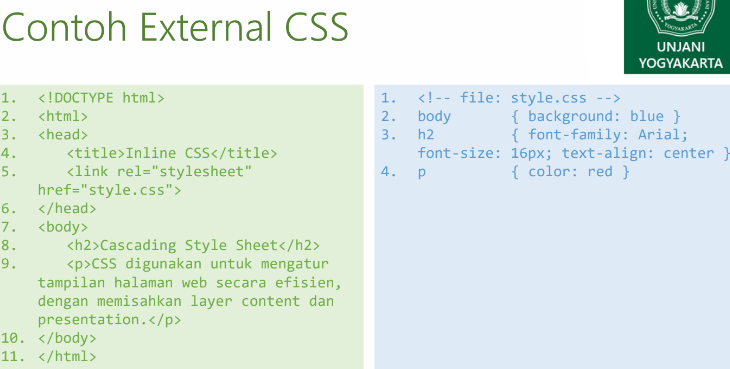 Contoh External CSS
YOGYAKARTA
UNJANI
YOGYAKARTA
1. <!DOCTYPE html>
2. <html>
3. <head>
4. <title>Inline CSS</title>
5. <link rel="stylesheet"
href="style.css">
6. </head>
7. <body>
8. <h2>Cascading Style Sheet</h2>
9. <p>CSS digunakan untuk mengatur
tampilan halaman web secara efisien,
dengan memisahkan layer content dan
presentation.</p>
10. </body>
11. </html>
1. <!-- file: style.css -->
2. body { background: blue }
3. h2 { font-family: Arial;
font-size: 16px; text-align: center }
4. p { color: red }